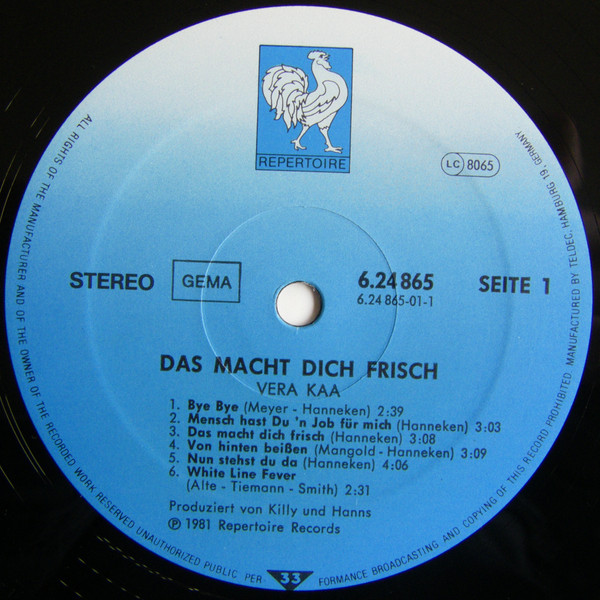 REPERTOIRE
LC 8065
STEREO GEMA 6.24 865 SEITE 1
6.24 865-01-1
DAS MACHT DICH FRISCH
VERA KAA
1. Bye Bye (Meyer - Hanneken) 2:39
2. Mensch hast Du 'n Job für mich (Hanneken) 3:03
3. Das macht dich frisch (Hanneken) 3:08
4. Von hinten beißen (Mangold - Hanneken) 3:09
5. Nun stehst du da (Hanneken) 4:06
6. White Line Fever
(Alte - Tiemann - Smith) 2:31
Produziert von Killy und Hanns
℗ 1981 Repertoire Records
ALL RIGHTS OF THE MANUFACTURER AND OF THE OWNER OF THE RECORDED WORK RESERVED UNAUTHORIZED PUBLIC PERFORMANCE BROADCASTING AND COPYING OF THIS RECORD PROHIBITED. MANUFACTURED BY TELDEC, HAMBURG 19, GERMANY
33